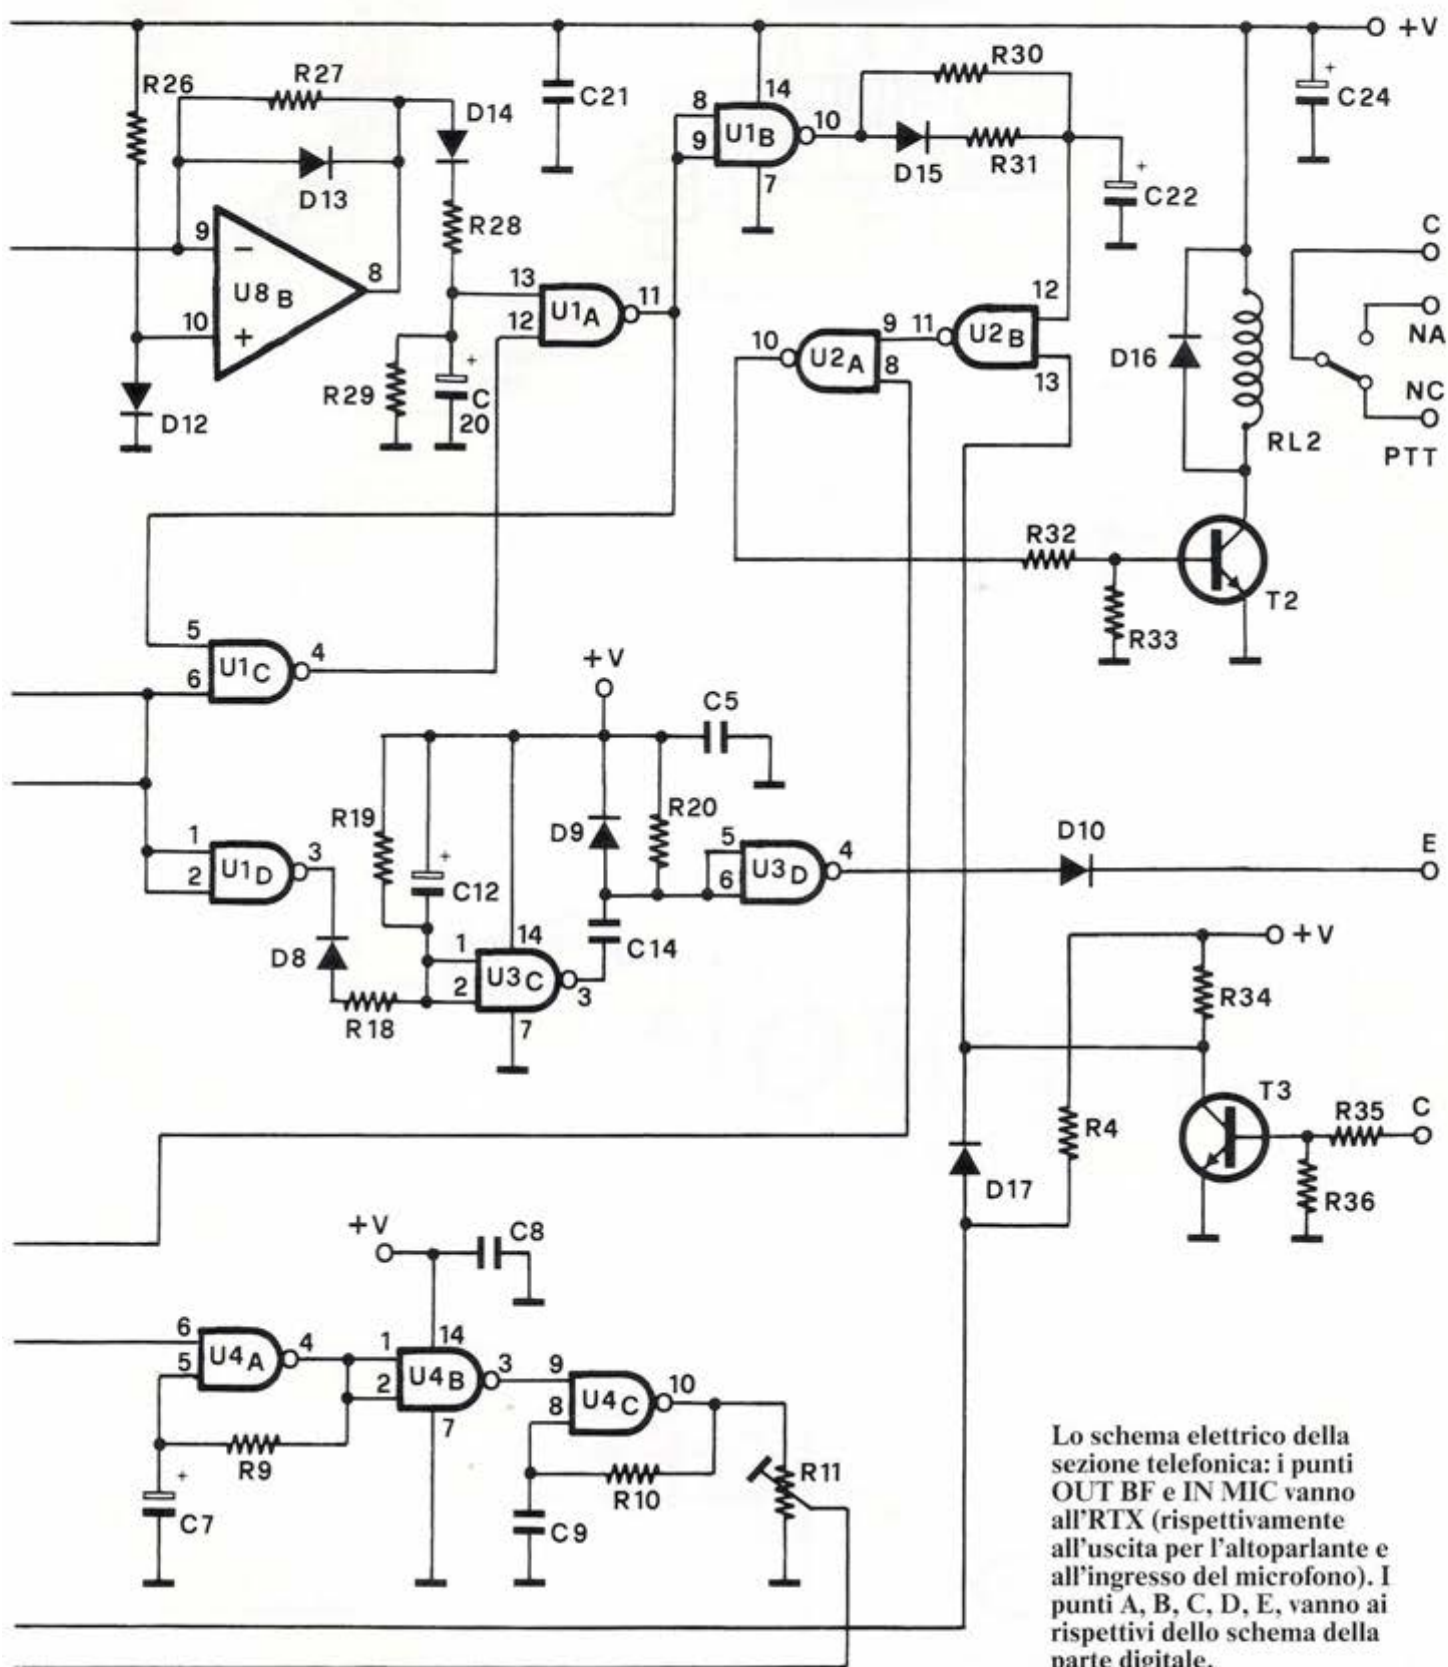 +V
R26
R27
D14
C21
R30
C24
8
14
U1B
10
9
7
D15
R31
C22
D13
R28
C
9
U8B
8
13
U1A
11
12
12
10
9
11
U2B
U2A
8
13
NA
D16
10
R29
C
20
NC
D12
RL2
PTT
R32
T2
R33
5
U1C
4
6
+V
C5
R19
D9
R20
D10
1
U1D
3
2
C12
5
U3D
4
6
E
D8
14
C14
+V
1
U3C
2
3
R18
7
R34
T3
R35
C
R4
R36
D17
+V
C8
6
U4A
4
5
1
14
U4B
3
2
7
9
U4C
10
8
R9
R10
R11
C7
C9
Lo schema elettrico della
sezione telefonica: i punti
OUT BF e IN MIC vanno
all'RTX (rispettivamente
all'uscita per l'altoparlante e
all'ingresso del microfono). I
punti A, B, C, D, E, vanno ai
rispettivi dello schema della
parte digitale.